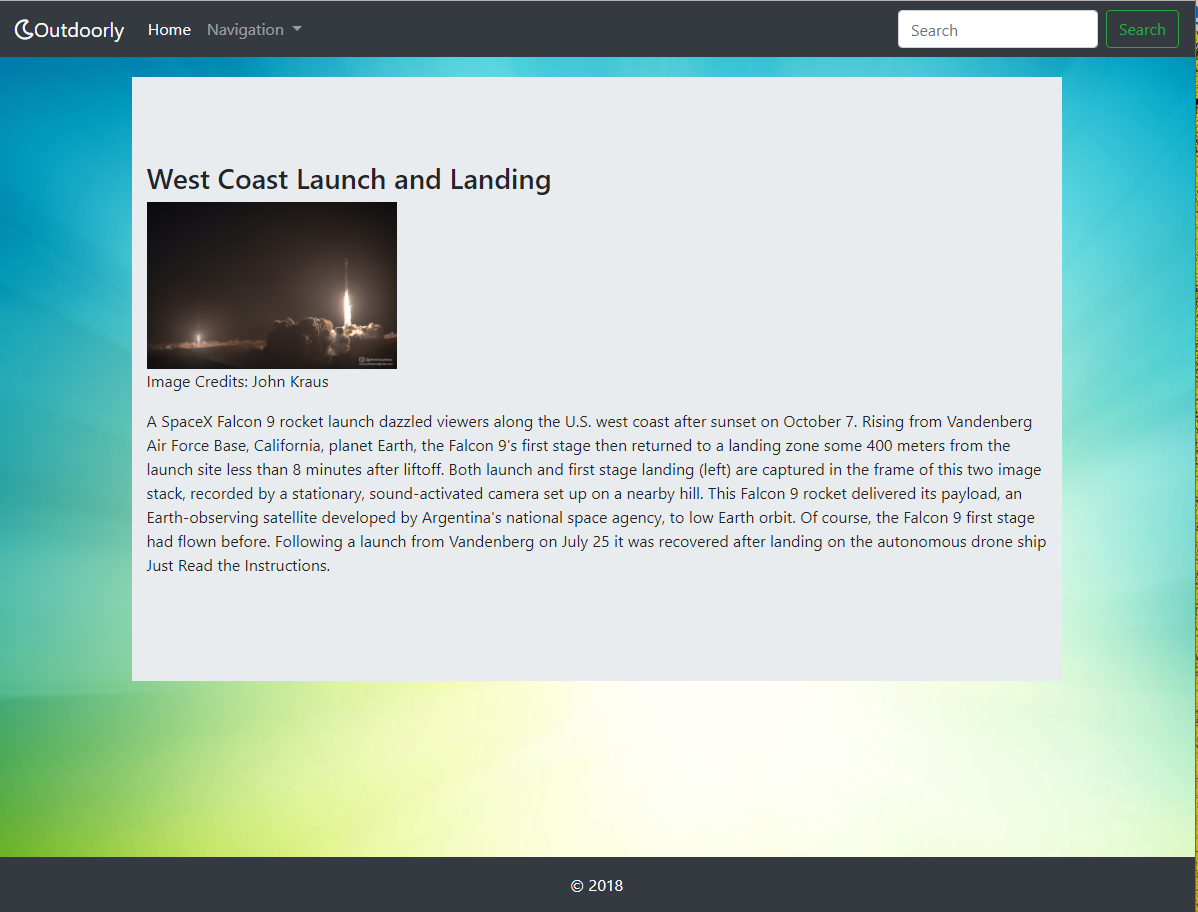 Outdoorly Home Navigation Search Search
West Coast Launch and Landing
Image Credits: John Kraus
A SpaceX Falcon 9 rocket launch dazzled viewers along the U.S. west coast after sunset on October 7. Rising from Vandenberg
Air Force Base, California, planet Earth, the Falcon 9's first stage then returned to a landing zone some 400 meters from the
launch site less than 8 minutes after liftoff. Both launch and first stage landing (left) are captured in the frame of this two image
stack, recorded by a stationary, sound-activated camera set up on a nearby hill. This Falcon 9 rocket delivered its payload, an
Earth-observing satellite developed by Argentina's national space agency, to low Earth orbit. Of course, the Falcon 9 first stage
had flown before. Following a launch from Vandenberg on July 25 it was recovered after landing on the autonomous drone ship
Just Read the Instructions.
© 2018